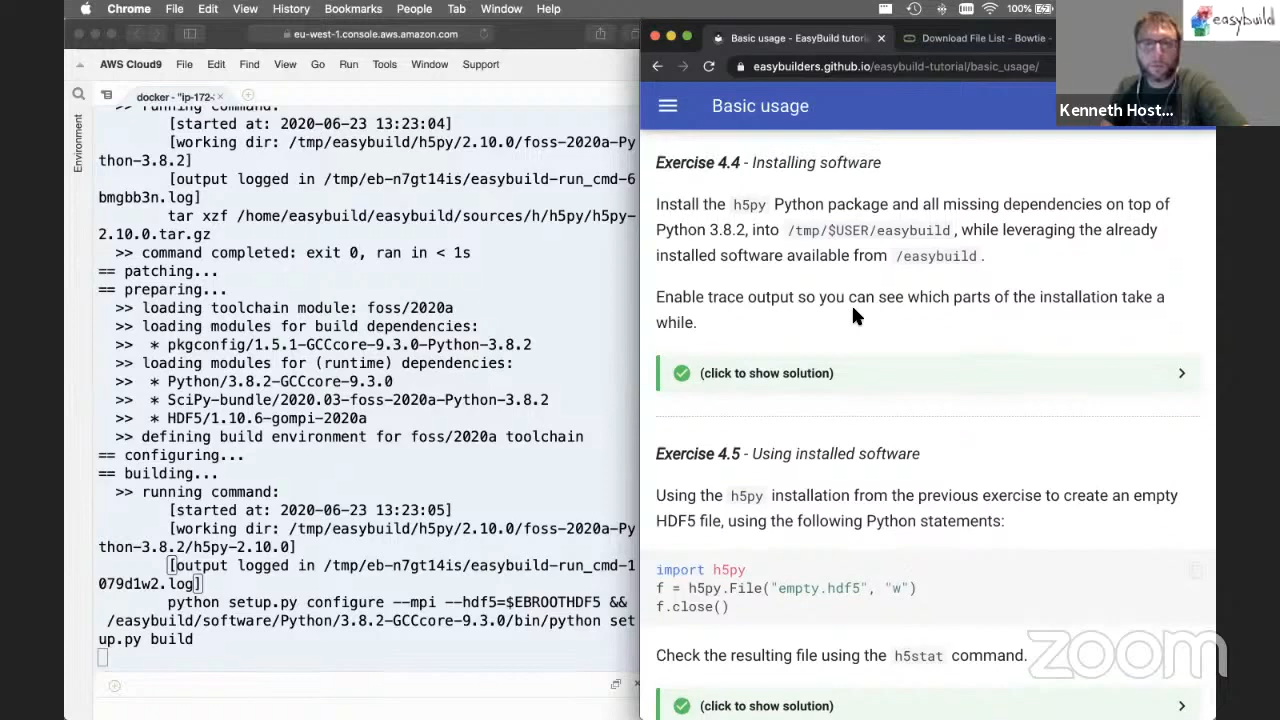 Chrome File Edit View History Bookmarks People Tab Window Help 100%
easybuild
eu-west-1.console.aws.amazon.com
AWS Cloud9 File Edit Find View Go Run Tools Window Support
docker - "ip-172-
Environment
>> running command:
[started at: 2020-06-23 13:23:04]
[working dir: /tmp/easybuild/h5py/2.10.0/foss-2020a-Py
thon-3.8.2]
[output logged in /tmp/eb-n7gt14is/easybuild-run_cmd-6
bmgbb3n.log]
tar xzf /home/easybuild/easybuild/sources/h/h5py/h5py-
2.10.0.tar.gz
>> command completed: exit 0, ran in < 1s
== patching...
== preparing...
>> loading toolchain module: foss/2020a
>> loading modules for build dependencies:
>>  * pkgconfig/1.5.1-GCCcore-9.3.0-Python-3.8.2
>> loading modules for (runtime) dependencies:
>>  * Python/3.8.2-GCCcore-9.3.0
>>  * SciPy-bundle/2020.03-foss-2020a-Python-3.8.2
>>  * HDF5/1.10.6-gompi-2020a
>> defining build environment for foss/2020a toolchain
== configuring...
== building...
>> running command:
[started at: 2020-06-23 13:23:05]
[working dir: /tmp/easybuild/h5py/2.10.0/foss-2020a-Py
thon-3.8.2/h5py-2.10.0]
[output logged in /tmp/eb-n7gt14is/easybuild-run_cmd-1
079d1w2.log]
python setup.py configure --mpi --hdf5=$EBROOTHDF5 &&
/easybuild/software/Python/3.8.2-GCCcore-9.3.0/bin/python set
up.py build
Basic usage - EasyBuild tutori
Download File List - Bowtie -
easybuilders.github.io/easybuild-tutorial/basic_usage/
Kenneth Host...
Basic usage
Exercise 4.4 - Installing software
Install the h5py Python package and all missing dependencies on top of
Python 3.8.2, into /tmp/$USER/easybuild, while leveraging the already
installed software available from /easybuild.
Enable trace output so you can see which parts of the installation take a
while.
(click to show solution)
Exercise 4.5 - Using installed software
Using the h5py installation from the previous exercise to create an empty
HDF5 file, using the following Python statements:
import h5py
f = h5py.File("empty.hdf5", "w")
f.close()
Check the resulting file using the h5stat command.
(click to show solution)
zoom